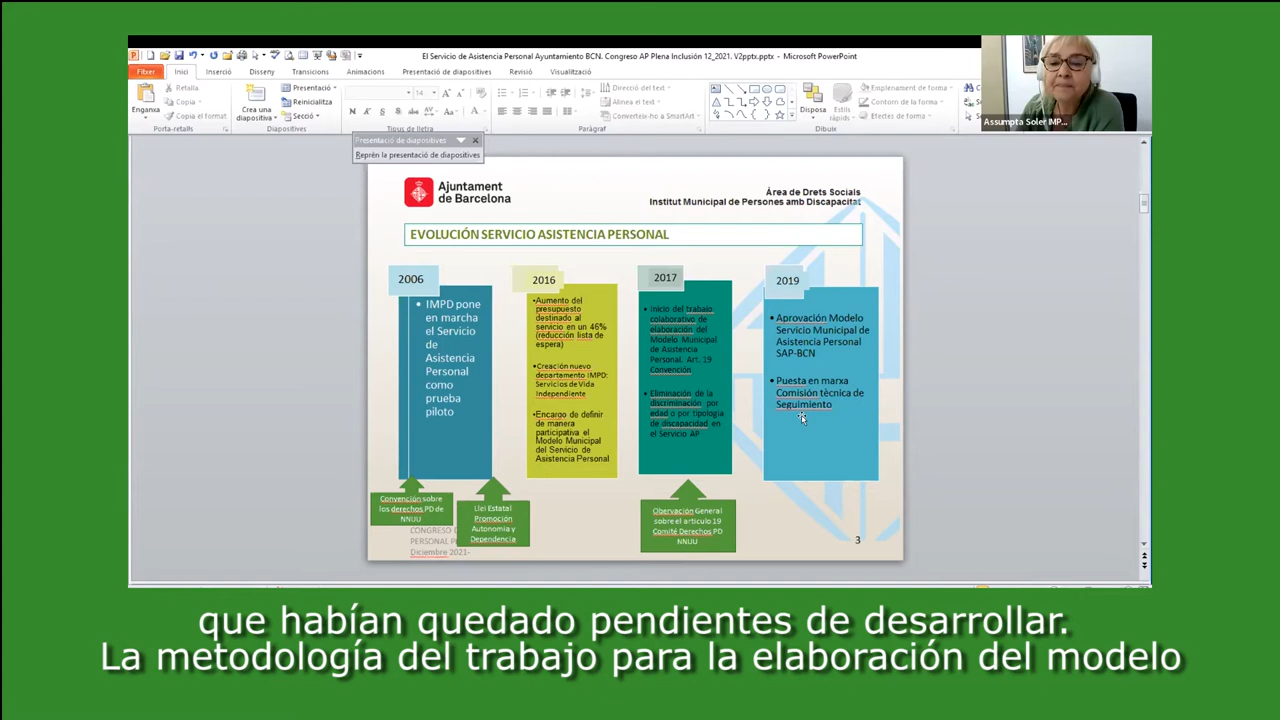 El Servicio de Asistencia Personal Ayuntamiento BCN. Congreso AP Plena Inclusión 12_2021. V2pptx.pptx - Microsoft PowerPoint
Fitxer Inici Inserció Disseny Transicions Animacions Presentació de diapositives Revisió Visualització
Enganxa
Retalla
Copia
Copia el format
Porta-retalls
Crea una
diapositiva
Presentació
Reinicialitza
Secció
Diapositives
14
Tipus de lletra
Direcció del text
Alinea el text
Converteix-ho a SmartArt
Paràgraf
Disposa
Estils
ràpids
Emplenament de forma
Contorn de la forma
Efectes de forma
Dibuix
Assumpta Soler IMP...
Presentació de diapositives
Reprèn la presentació de diapositives
Ajuntament
de Barcelona
Àrea de Drets Socials
Institut Municipal de Persones amb Discapacitat
EVOLUCIÓN SERVICIO ASISTENCIA PERSONAL
2006
• IMPD pone
en marcha
el Servicio
de
Asistencia
Personal
como
prueba
piloto
2016
•Aumento del
presupuesto
destinado al
servicio en un 46%
(reducción lista de
espera)
•Creación nuevo
departamento IMPD:
Servicios de Vida
Independiente
•Encargo de definir
de manera
participativa el
Modelo Municipal
del Servicio de
Asistencia Personal
2017
• Inicio del trabajo
colaborativo de
elaboración del
Modelo Municipal
de Asistencia
Personal. Art. 19
Convención
• Eliminación de la
discriminación por
edad o por tipología
de discapacidad en
el Servicio AP
2019
• Aprovación Modelo
Servicio Municipal de
Asistencia Personal
SAP-BCN
• Puesta en marxa
Comisión tècnica de
Seguimiento
Convención sobre
los derechos PD de
NNUU
Llei Estatal
Promoción
Autonomia y
Dependencia
Obervación General
sobre el articulo 19
Comité Derechos PD
NNUU
CONGRESO
PERSONAL
Diciembre 2021-
3
que habían quedado pendientes de desarrollar.
La metodología del trabajo para la elaboración del modelo